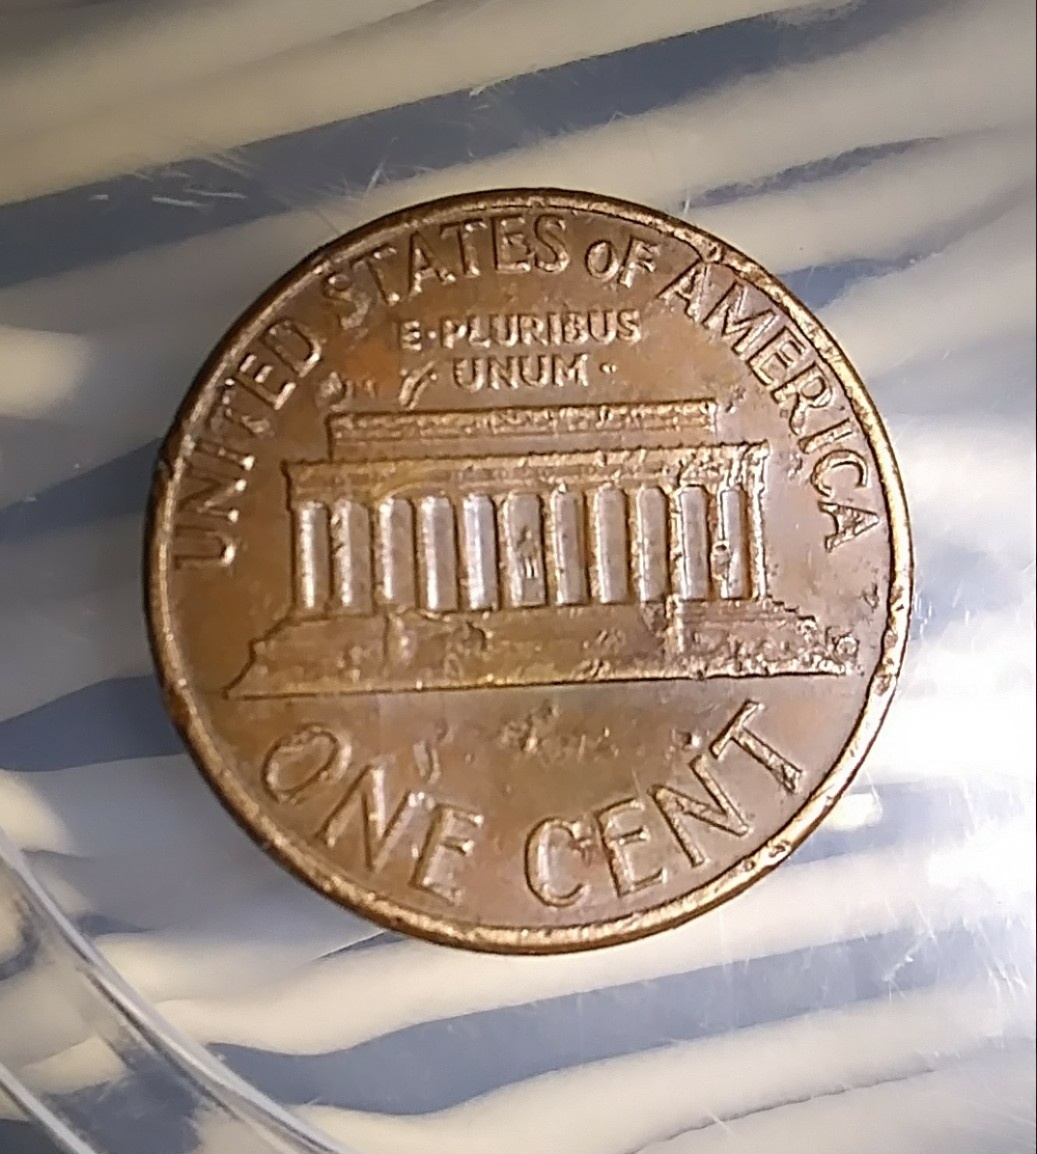 UNITED STATES OF AMERICA
E·PLURIBUS
UNUM·
ONE CENT